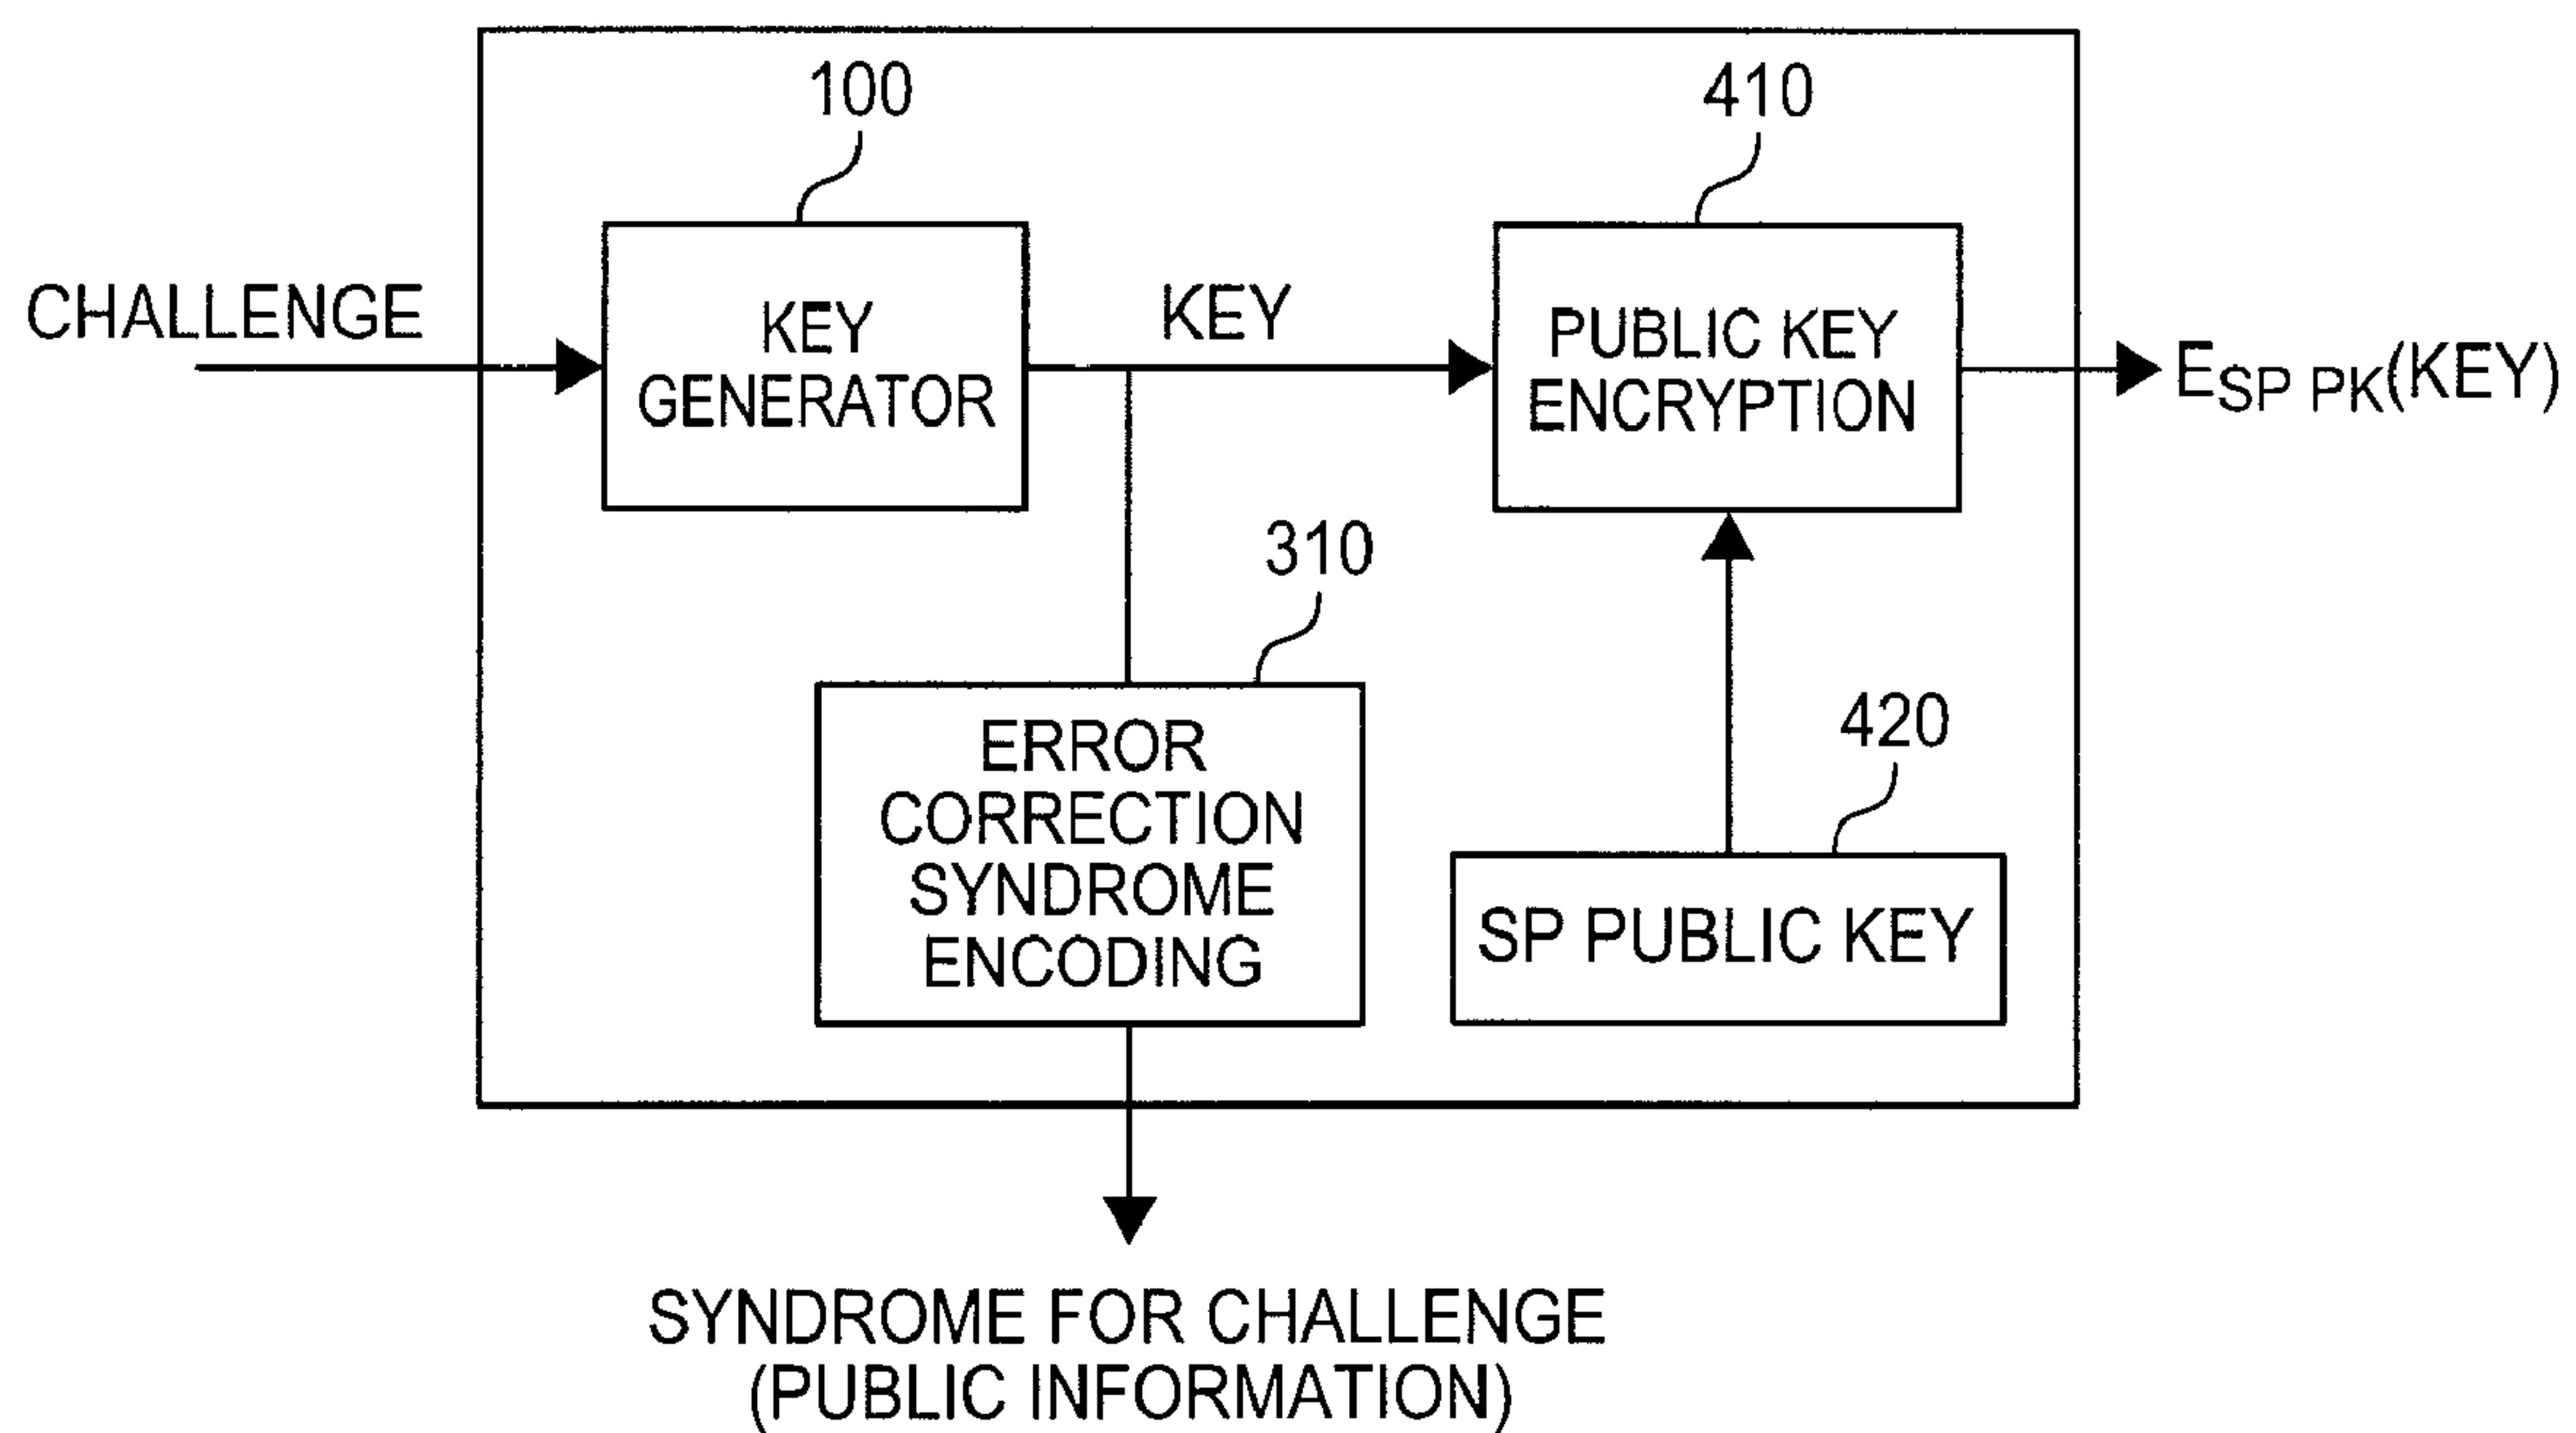 100
410
CHALLENGE
KEY
GENERATOR
KEY
PUBLIC KEY
ENCRYPTION
E_SP PK(KEY)
310
420
ERROR
CORRECTION
SYNDROME
ENCODING
SP PUBLIC KEY
SYNDROME FOR CHALLENGE
(PUBLIC INFORMATION)